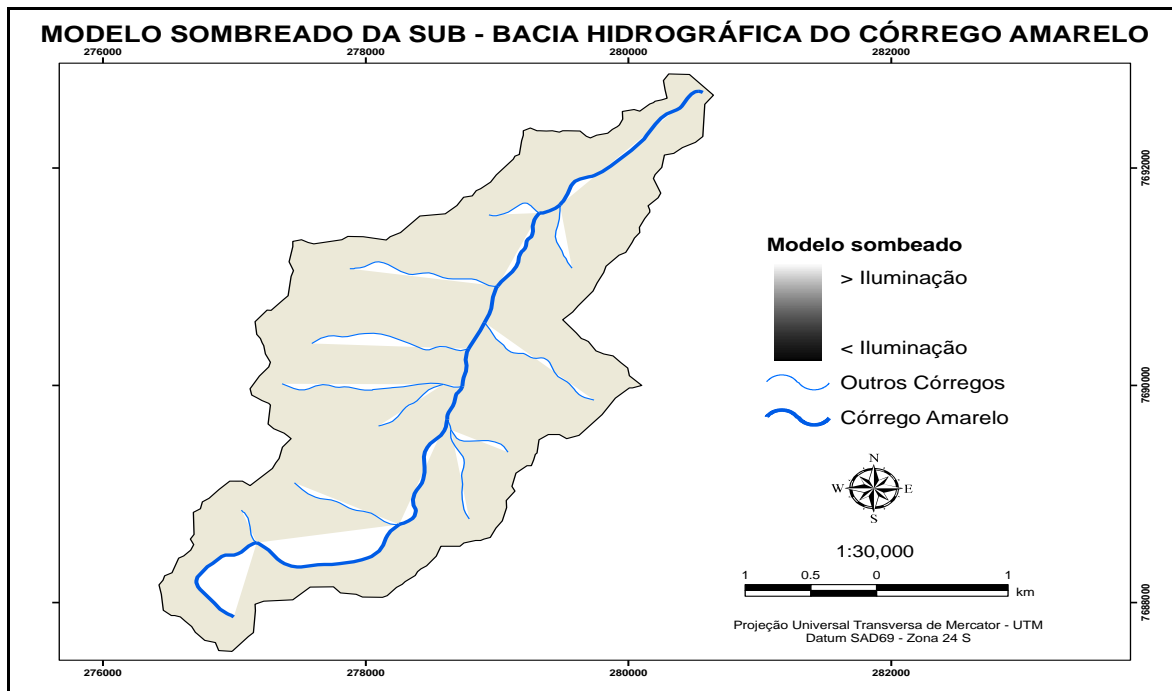 MODELO SOMBREADO DA SUB - BACIA HIDROGRÁFICA DO CÓRREGO AMARELO
276000 278000 280000 282000
7692000
7690000
7688000
Modelo sombeado
> Iluminação
< Iluminação
Outros Córregos
Córrego Amarelo
N
W E
S
1:30,000
1 0.5 0 1
km
Projeção Universal Transversa de Mercator - UTM
Datum SAD69 - Zona 24 S
276000 278000 280000 282000